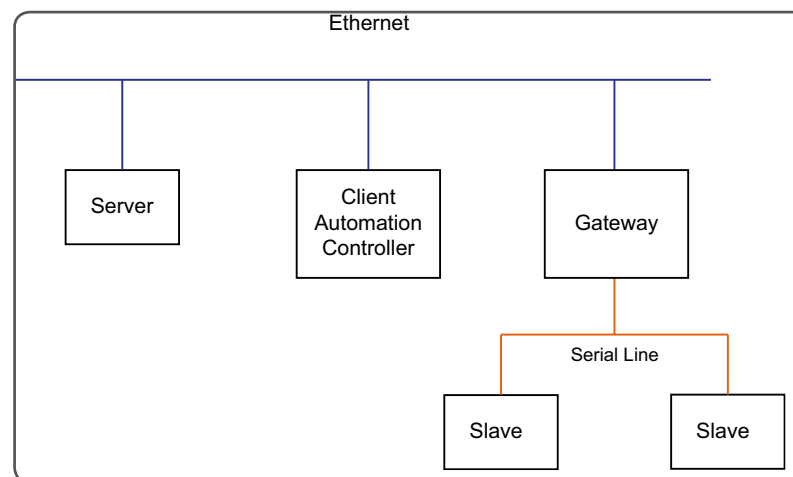 Ethernet
Server
Client
Automation
Controller
Gateway
Serial Line
Slave
Slave